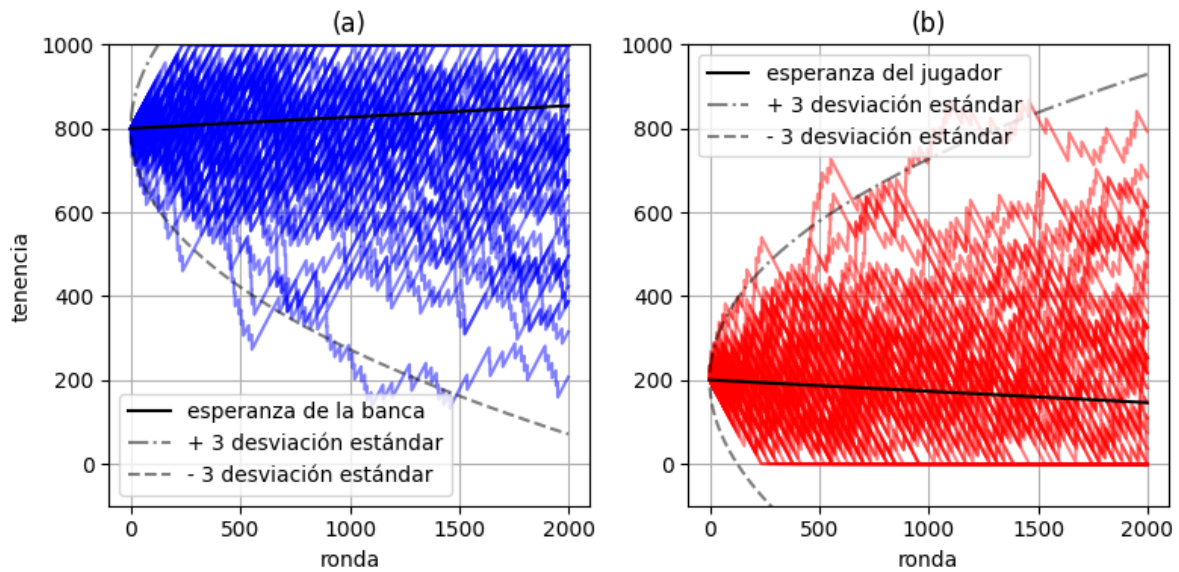 (a)
1000
800
600
400
200
0
tenencia
esperanza de la banca
+ 3 desviación estándar
- 3 desviación estándar
0
500
1000
1500
2000
ronda
(b)
1000
800
600
400
200
0
esperanza del jugador
+ 3 desviación estándar
- 3 desviación estándar
0
500
1000
1500
2000
ronda